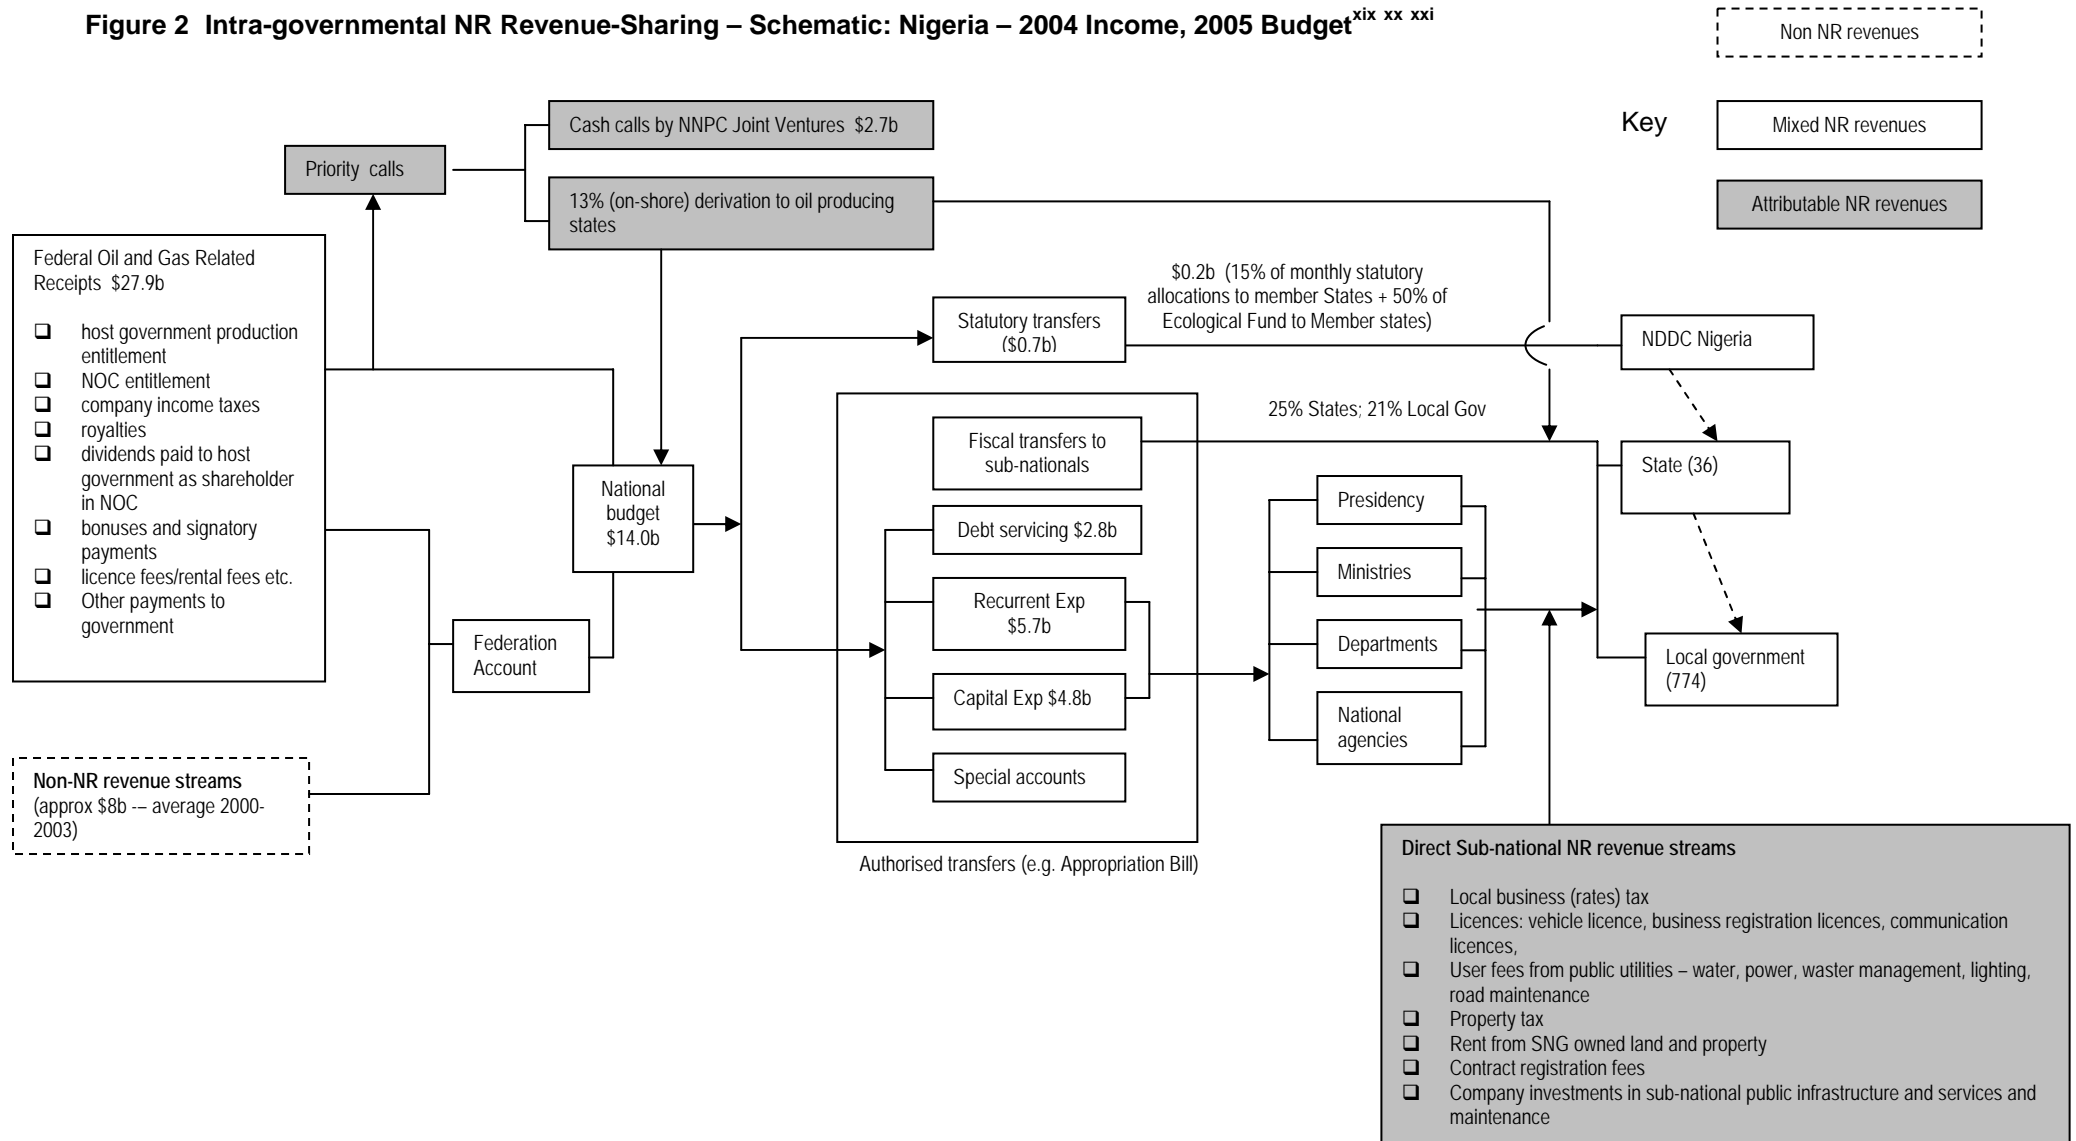 Figure 2 Intra-governmental NR Revenue-Sharing – Schematic: Nigeria – 2004 Income, 2005 Budget^xix xx xxi
Non NR revenues
Key
Mixed NR revenues
Attributable NR revenues
Cash calls by NNPC Joint Ventures $2.7b
Priority calls
13% (on-shore) derivation to oil producing
states
Federal Oil and Gas Related
Receipts $27.9b
❑ host government production
entitlement
❑ NOC entitlement
❑ company income taxes
❑ royalties
❑ dividends paid to host
government as shareholder
in NOC
❑ bonuses and signatory
payments
❑ licence fees/rental fees etc.
❑ Other payments to
government
Non-NR revenue streams
(approx $8b -– average 2000-
2003)
Federation
Account
National
budget
$14.0b
Statutory transfers
($0.7b)
$0.2b (15% of monthly statutory
allocations to member States + 50% of
Ecological Fund to Member states)
NDDC Nigeria
25% States; 21% Local Gov
Fiscal transfers to
sub-nationals
Debt servicing $2.8b
Recurrent Exp
$5.7b
Capital Exp $4.8b
Special accounts
Authorised transfers (e.g. Appropriation Bill)
Presidency
Ministries
Departments
National
agencies
State (36)
Local government
(774)
Direct Sub-national NR revenue streams
❑ Local business (rates) tax
❑ Licences: vehicle licence, business registration licences, communication
licences,
❑ User fees from public utilities – water, power, waster management, lighting,
road maintenance
❑ Property tax
❑ Rent from SNG owned land and property
❑ Contract registration fees
❑ Company investments in sub-national public infrastructure and services and
maintenance